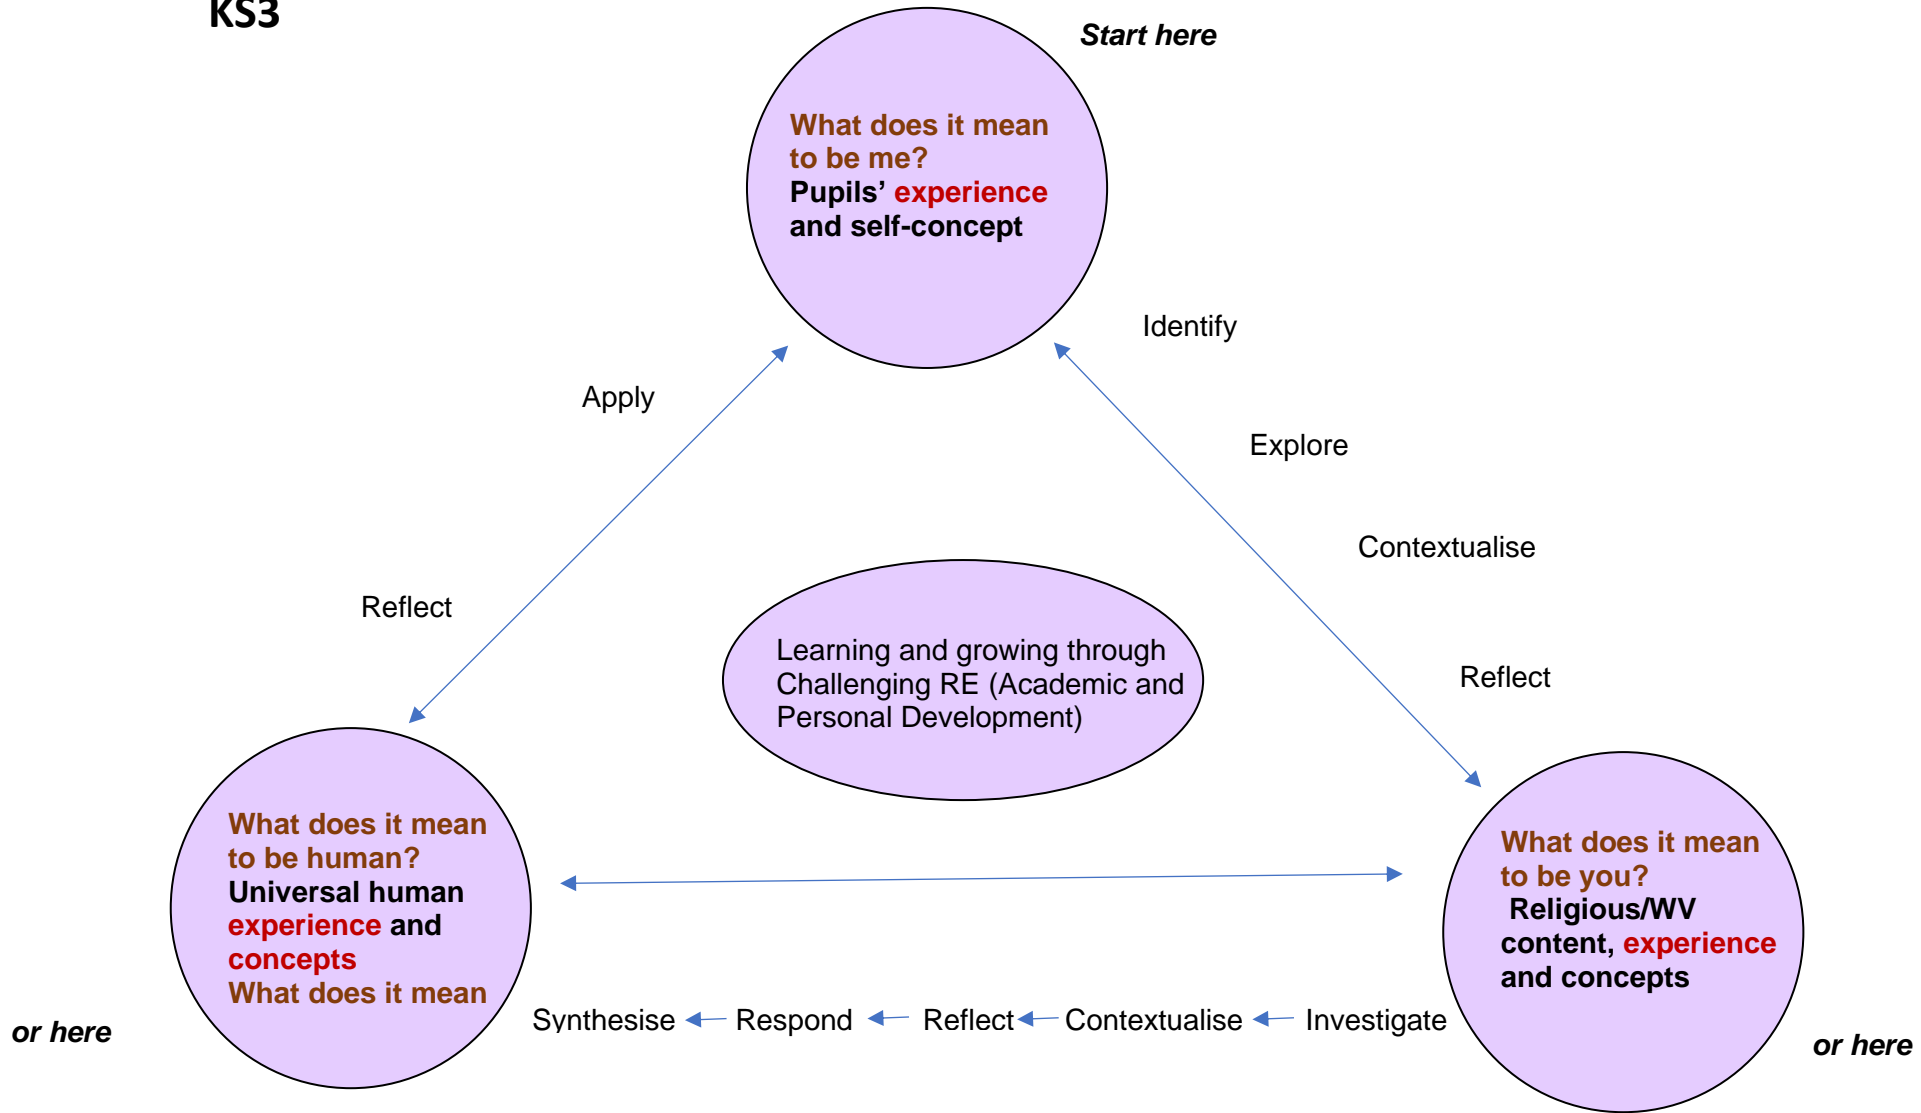 KS3
Start here
What does it mean
to be me?
Pupils’ experience
and self-concept
Identify
Apply
Explore
Contextualise
Reflect
Learning and growing through
Challenging RE (Academic and
Personal Development)
Reflect
What does it mean
to be human?
Universal human
experience and
concepts
What does it mean
What does it mean
to be you?
Religious/WV
content, experience
and concepts
Synthesise Respond Reflect Contextualise Investigate
or here
or here